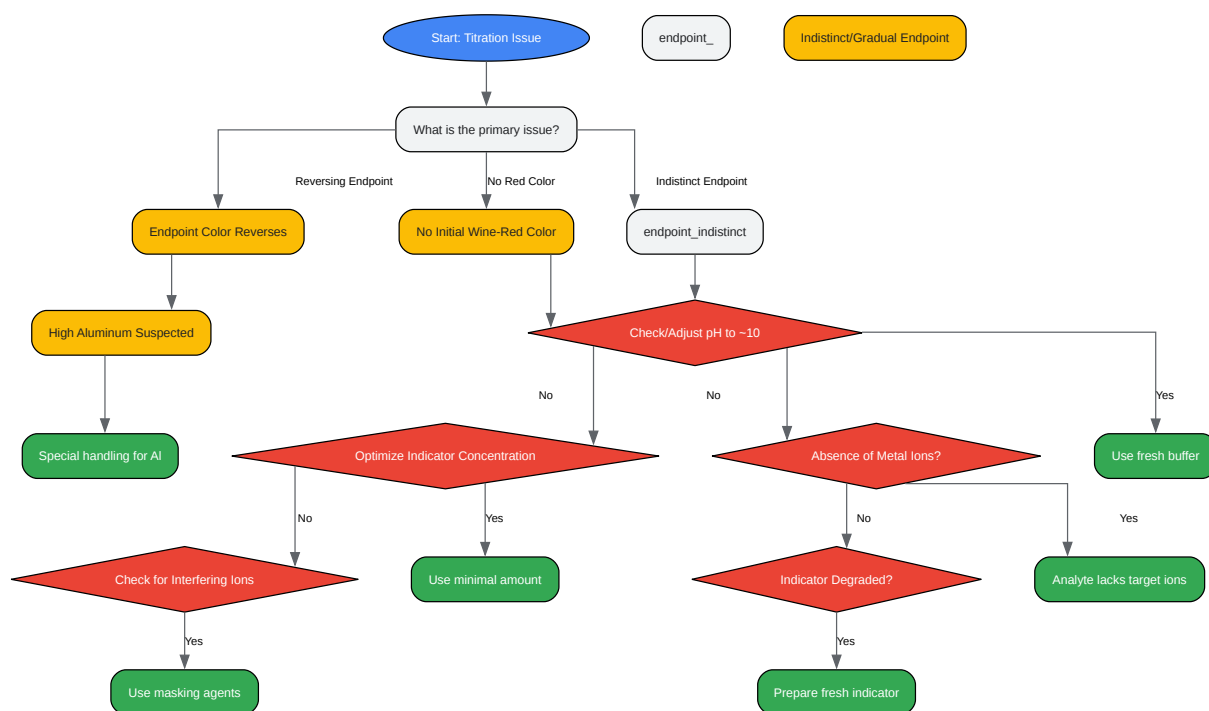 Start: Titration Issue
endpoint_
Indistinct/Gradual Endpoint
What is the primary issue?
Reversing Endpoint
No Red Color
Indistinct Endpoint
Endpoint Color Reverses
No Initial Wine-Red Color
endpoint_indistinct
High Aluminum Suspected
Check/Adjust pH to ~10
No
No
Yes
Special handling for Al
Optimize Indicator Concentration
Absence of Metal Ions?
Use fresh buffer
No
Yes
No
Yes
Check for Interfering Ions
Use minimal amount
Indicator Degraded?
Analyte lacks target ions
Yes
Yes
Use masking agents
Prepare fresh indicator